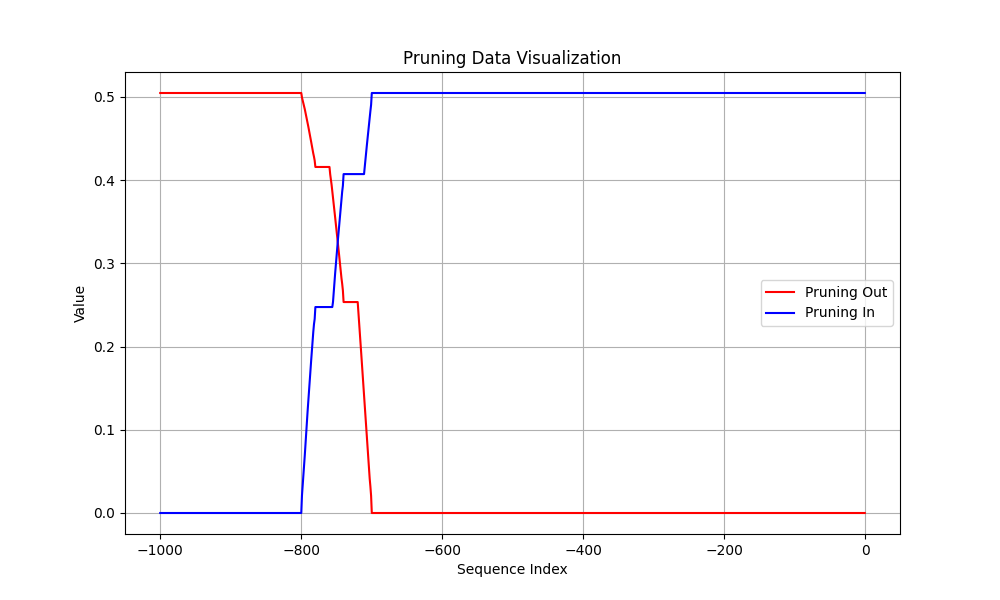 Pruning Data Visualization
0.5
0.4
0.3
0.2
0.1
0.0
Value
Pruning Out
Pruning In
−1000 −800 −600 −400 −200 0
Sequence Index